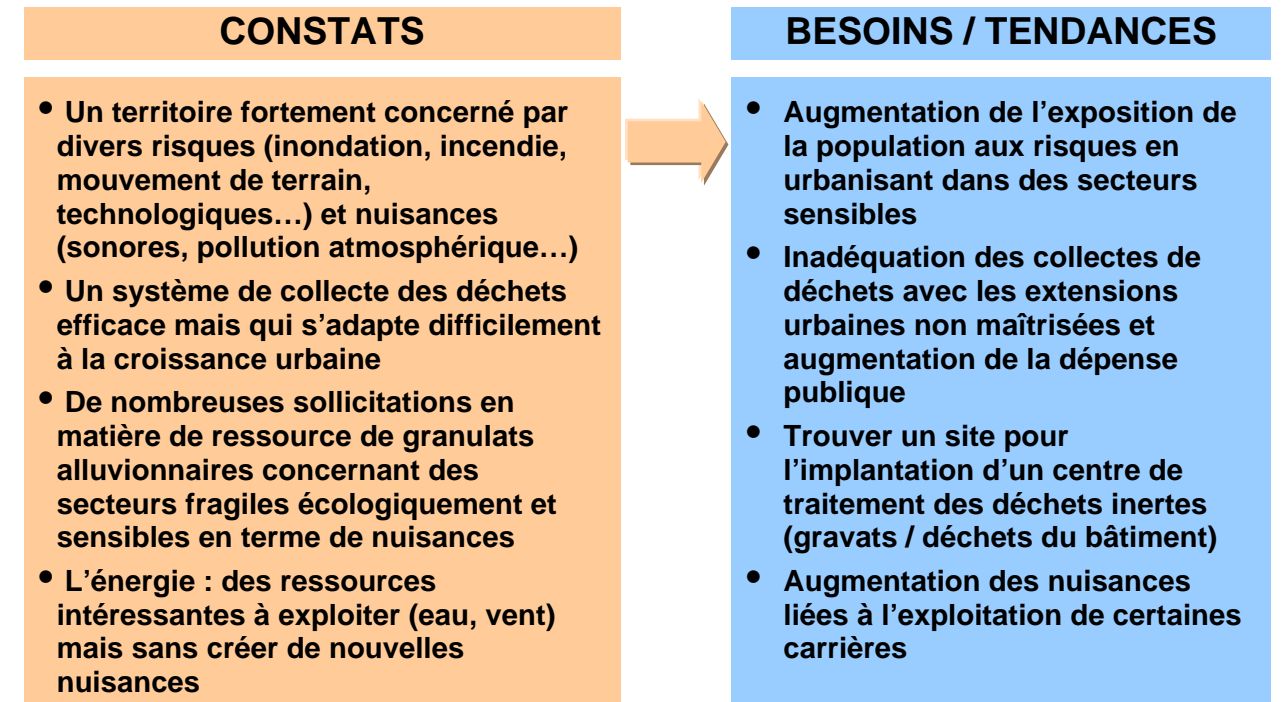 CONSTATS
• Un territoire fortement concerné par
divers risques (inondation, incendie,
mouvement de terrain,
technologiques…) et nuisances
(sonores, pollution atmosphérique…)
• Un système de collecte des déchets
efficace mais qui s’adapte difficilement
à la croissance urbaine
• De nombreuses sollicitations en
matière de ressource de granulats
alluvionnaires concernant des
secteurs fragiles écologiquement et
sensibles en terme de nuisances
• L’énergie : des ressources
intéressantes à exploiter (eau, vent)
mais sans créer de nouvelles
nuisances
BESOINS / TENDANCES
• Augmentation de l’exposition de
la population aux risques en
urbanisant dans des secteurs
sensibles
• Inadéquation des collectes de
déchets avec les extensions
urbaines non maîtrisées et
augmentation de la dépense
publique
• Trouver un site pour
l’implantation d’un centre de
traitement des déchets inertes
(gravats / déchets du bâtiment)
• Augmentation des nuisances
liées à l’exploitation de certaines
carrières